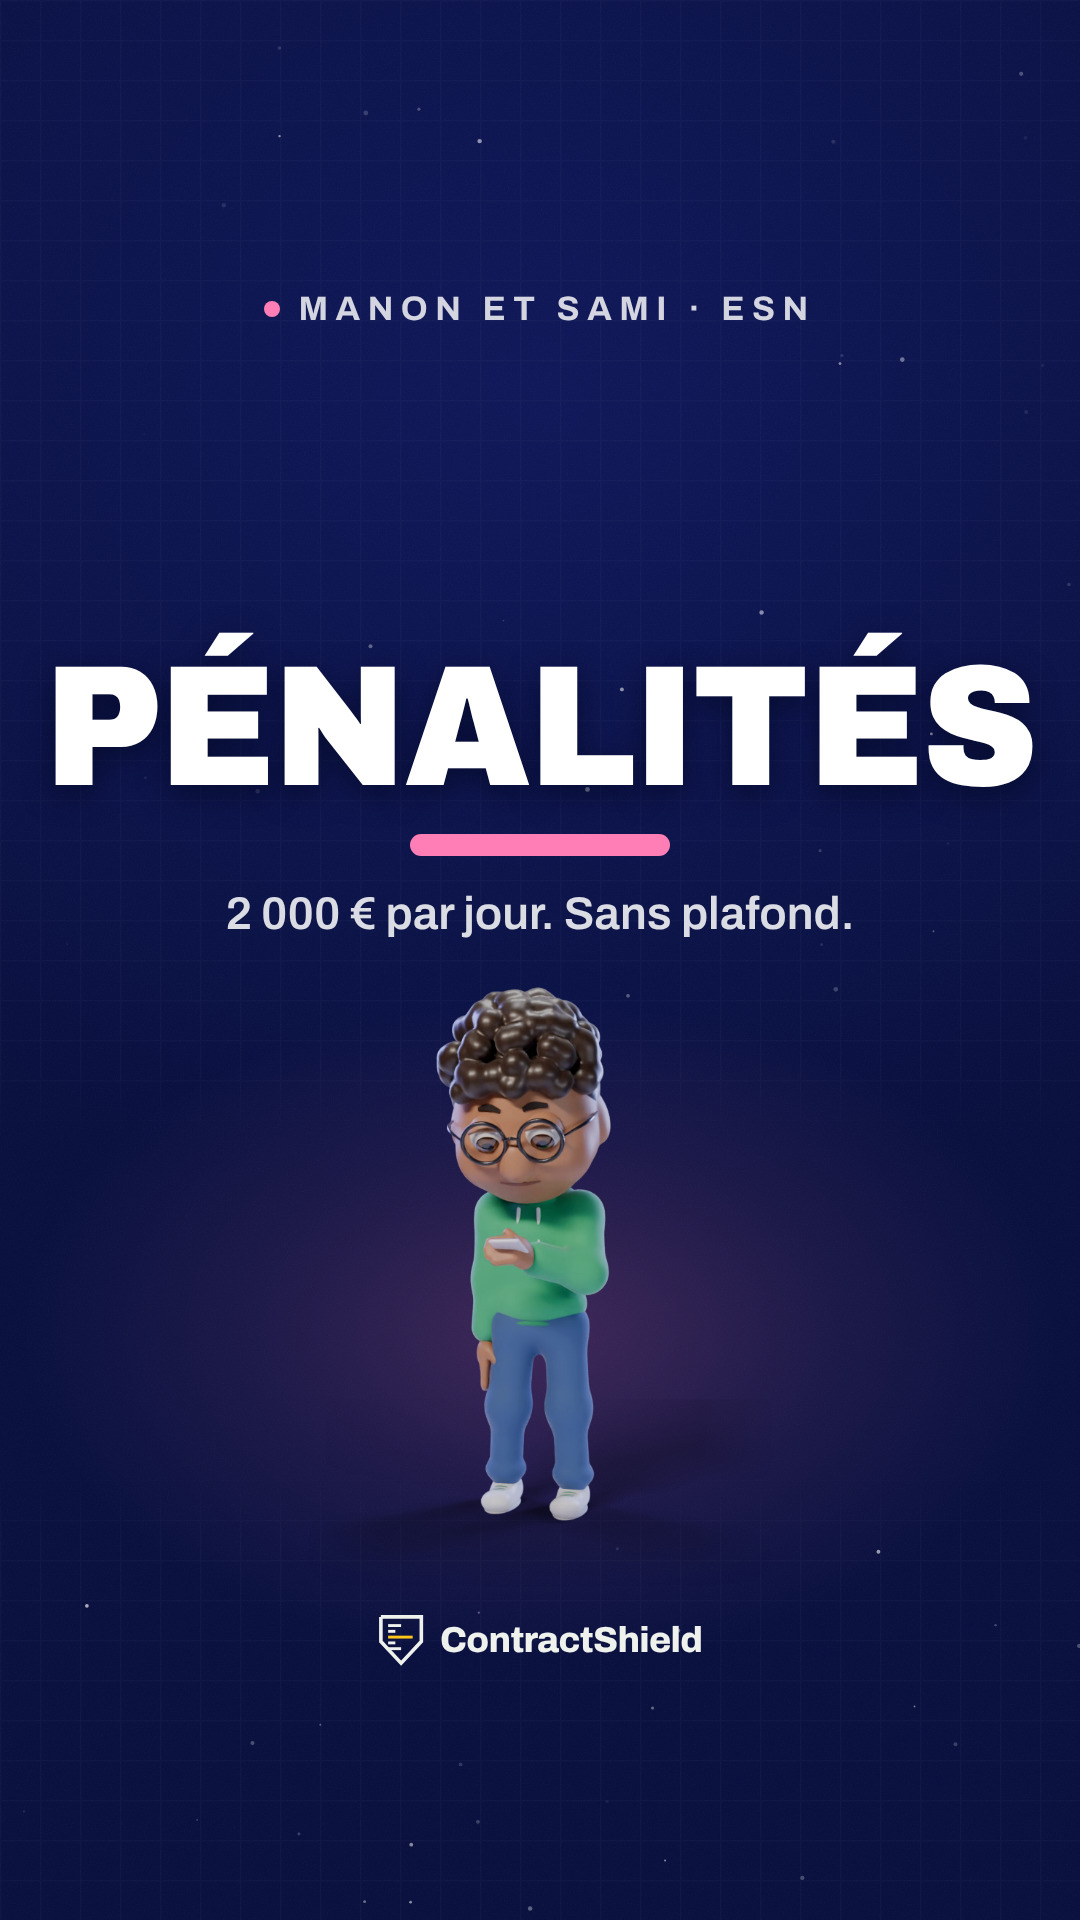 MANON ET SAMI · ESN
PÉNALITÉS
2 000 € par jour. Sans plafond.
ContractShield